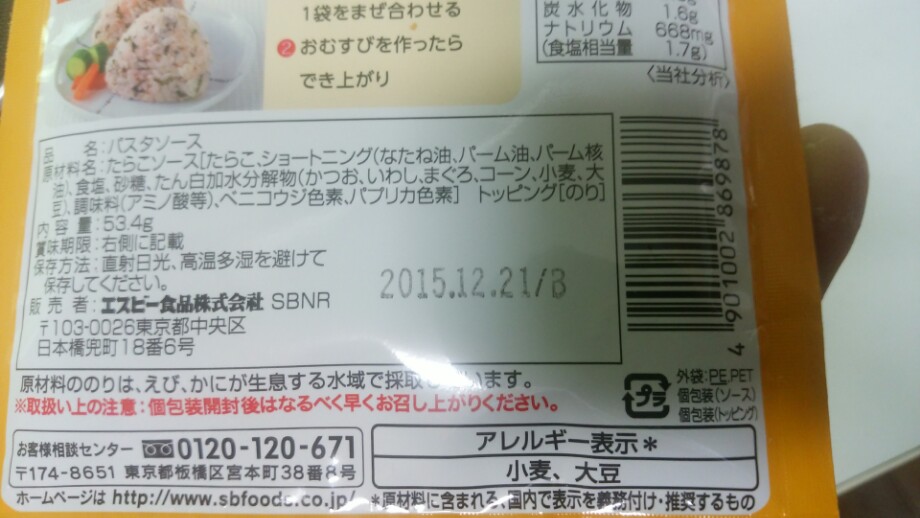 1袋をまぜ合わせる
❷おむすびを作ったら
でき上がり
炭水化物 1.6g
ナトリウム 668mg
(食塩相当量 1.7g)
〈当社分析〉
品名:パスタソース
原材料名:たらこソース[たらこ、ショートニング(なたね油、パーム油、パーム核
油)、食塩、砂糖、たん白加水分解物(かつお、いわし、まぐろ、コーン、小麦、大
豆)、調味料(アミノ酸等)、ベニコウジ色素、パプリカ色素] トッピング[のり]
内容量:53.4g
賞味期限:右側に記載
保存方法:直射日光、高温多湿を避けて
保存してください。
販売者:エスビー食品株式会社 SBNR
〒103-0026東京都中央区
日本橋兜町18番6号
2015.12.21/B
4 901002 869878
原材料ののりは、えび、かにが生息する水域で採取しています。
※取扱い上の注意:個包装開封後はなるべく早くお召し上がりください。
プラ
外袋:PE,PET
個包装(ソース)
個包装(トッピング)
お客様相談センター 0120-120-671
〒174-8651 東京都板橋区宮本町38番8号
ホームページは http://www.sbfoods.co.jp/
アレルギー表示*
小麦、大豆
*原材料に含まれる、国内で表示を義務付け・推奨するもの